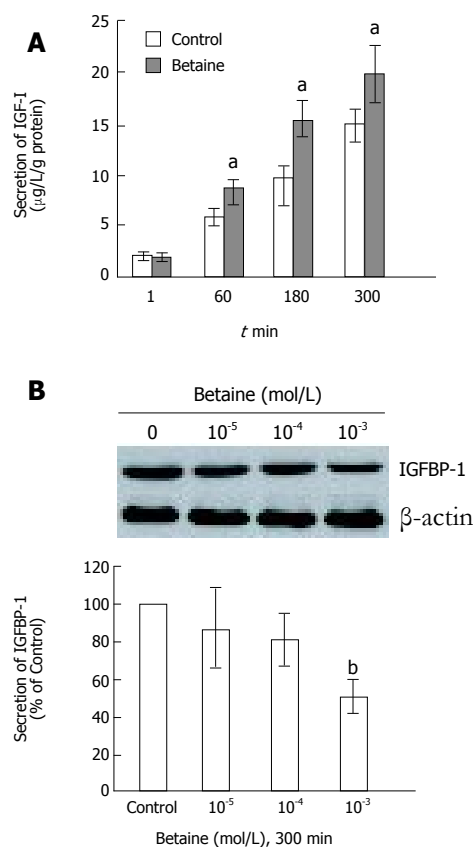 A
Control
Betaine
Secretion of IGF-I
(μg/L/g protein)
25
20
15
10
5
0
a
a
a
1
60
180
300
t min
B
Betaine (mol/L)
0 10⁻⁵ 10⁻⁴ 10⁻³
IGFBP-1
β-actin
Secretion of IGFBP-1
(% of Control)
120
100
80
60
40
20
0
b
Control 10⁻⁵ 10⁻⁴ 10⁻³
Betaine (mol/L), 300 min